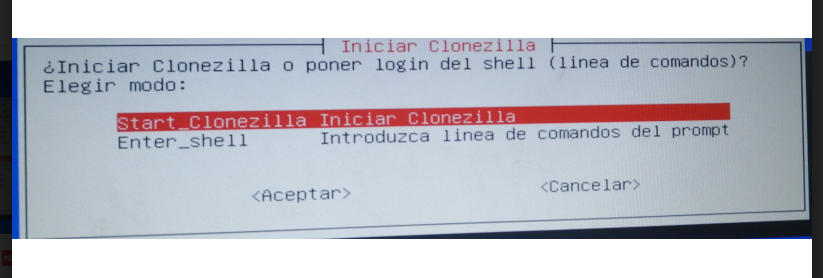 Iniciar Clonezilla
¿Iniciar Clonezilla o poner login del shell (linea de comandos)?
Elegir modo:
Start_Clonezilla Iniciar Clonezilla
Enter_shell Introduzca linea de comandos del prompt
<Aceptar> <Cancelar>